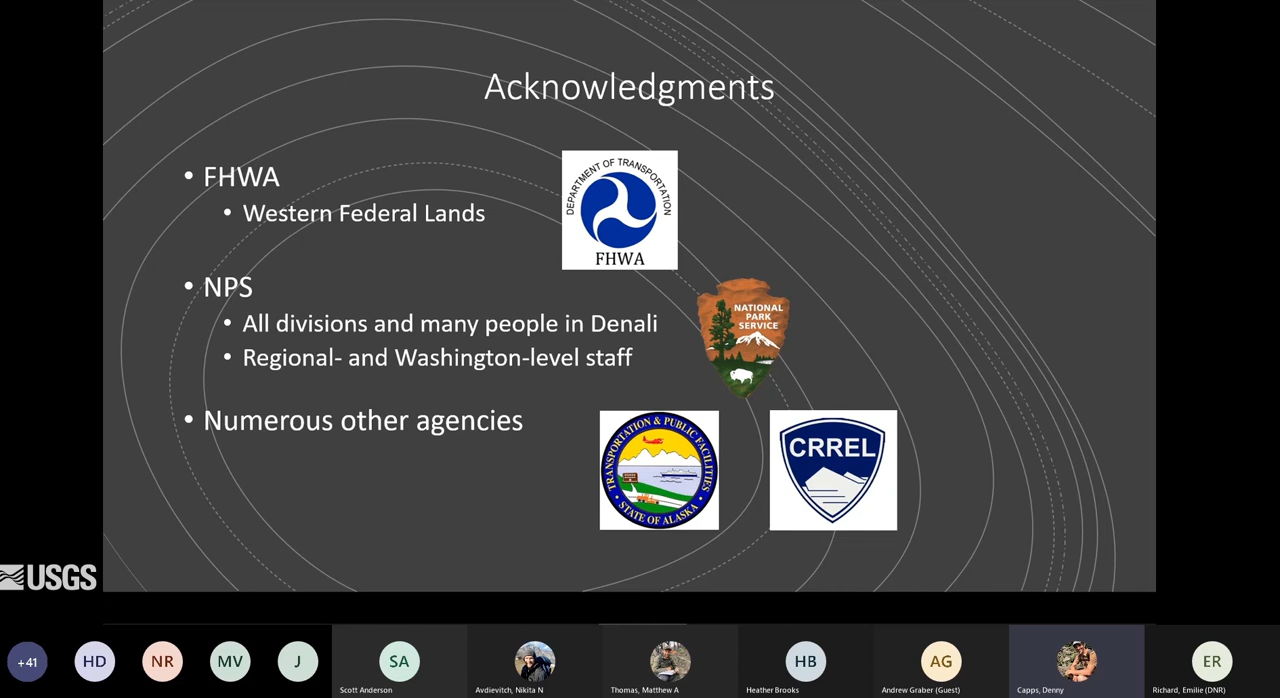 Acknowledgments
• FHWA
• Western Federal Lands
DEPARTMENT OF TRANSPORTATION
FHWA
• NPS
• All divisions and many people in Denali
• Regional- and Washington-level staff
NATIONAL
PARK
SERVICE
• Numerous other agencies
TRANSPORTATION & PUBLIC FACILITIES
STATE OF ALASKA
CRREL
USGS
+41
HD
NR
MV
J
SA
HB
AG
ER
Scott Anderson
Avdievitch, Nikita N
Thomas, Matthew A
Heather Brooks
Andrew Graber (Guest)
Capps, Denny
Richard, Emilie (DNR)